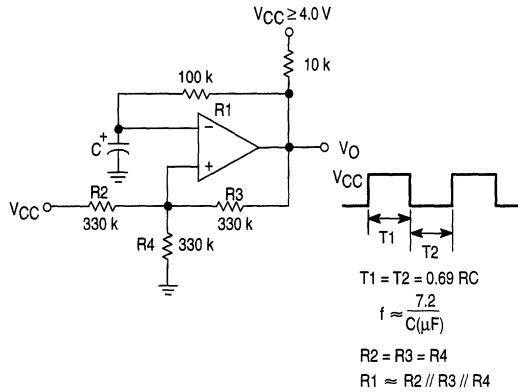 VCC ≥ 4.0 V
10 k
100 k
R1
−
+
C
+
VO
VCC
R2
330 k
R3
330 k
R4
330 k
VCC
T1
T2
T1 = T2 = 0.69 RC
f ≈ 7.2
C(µF)
R2 = R3 = R4
R1 ≈ R2 // R3 // R4